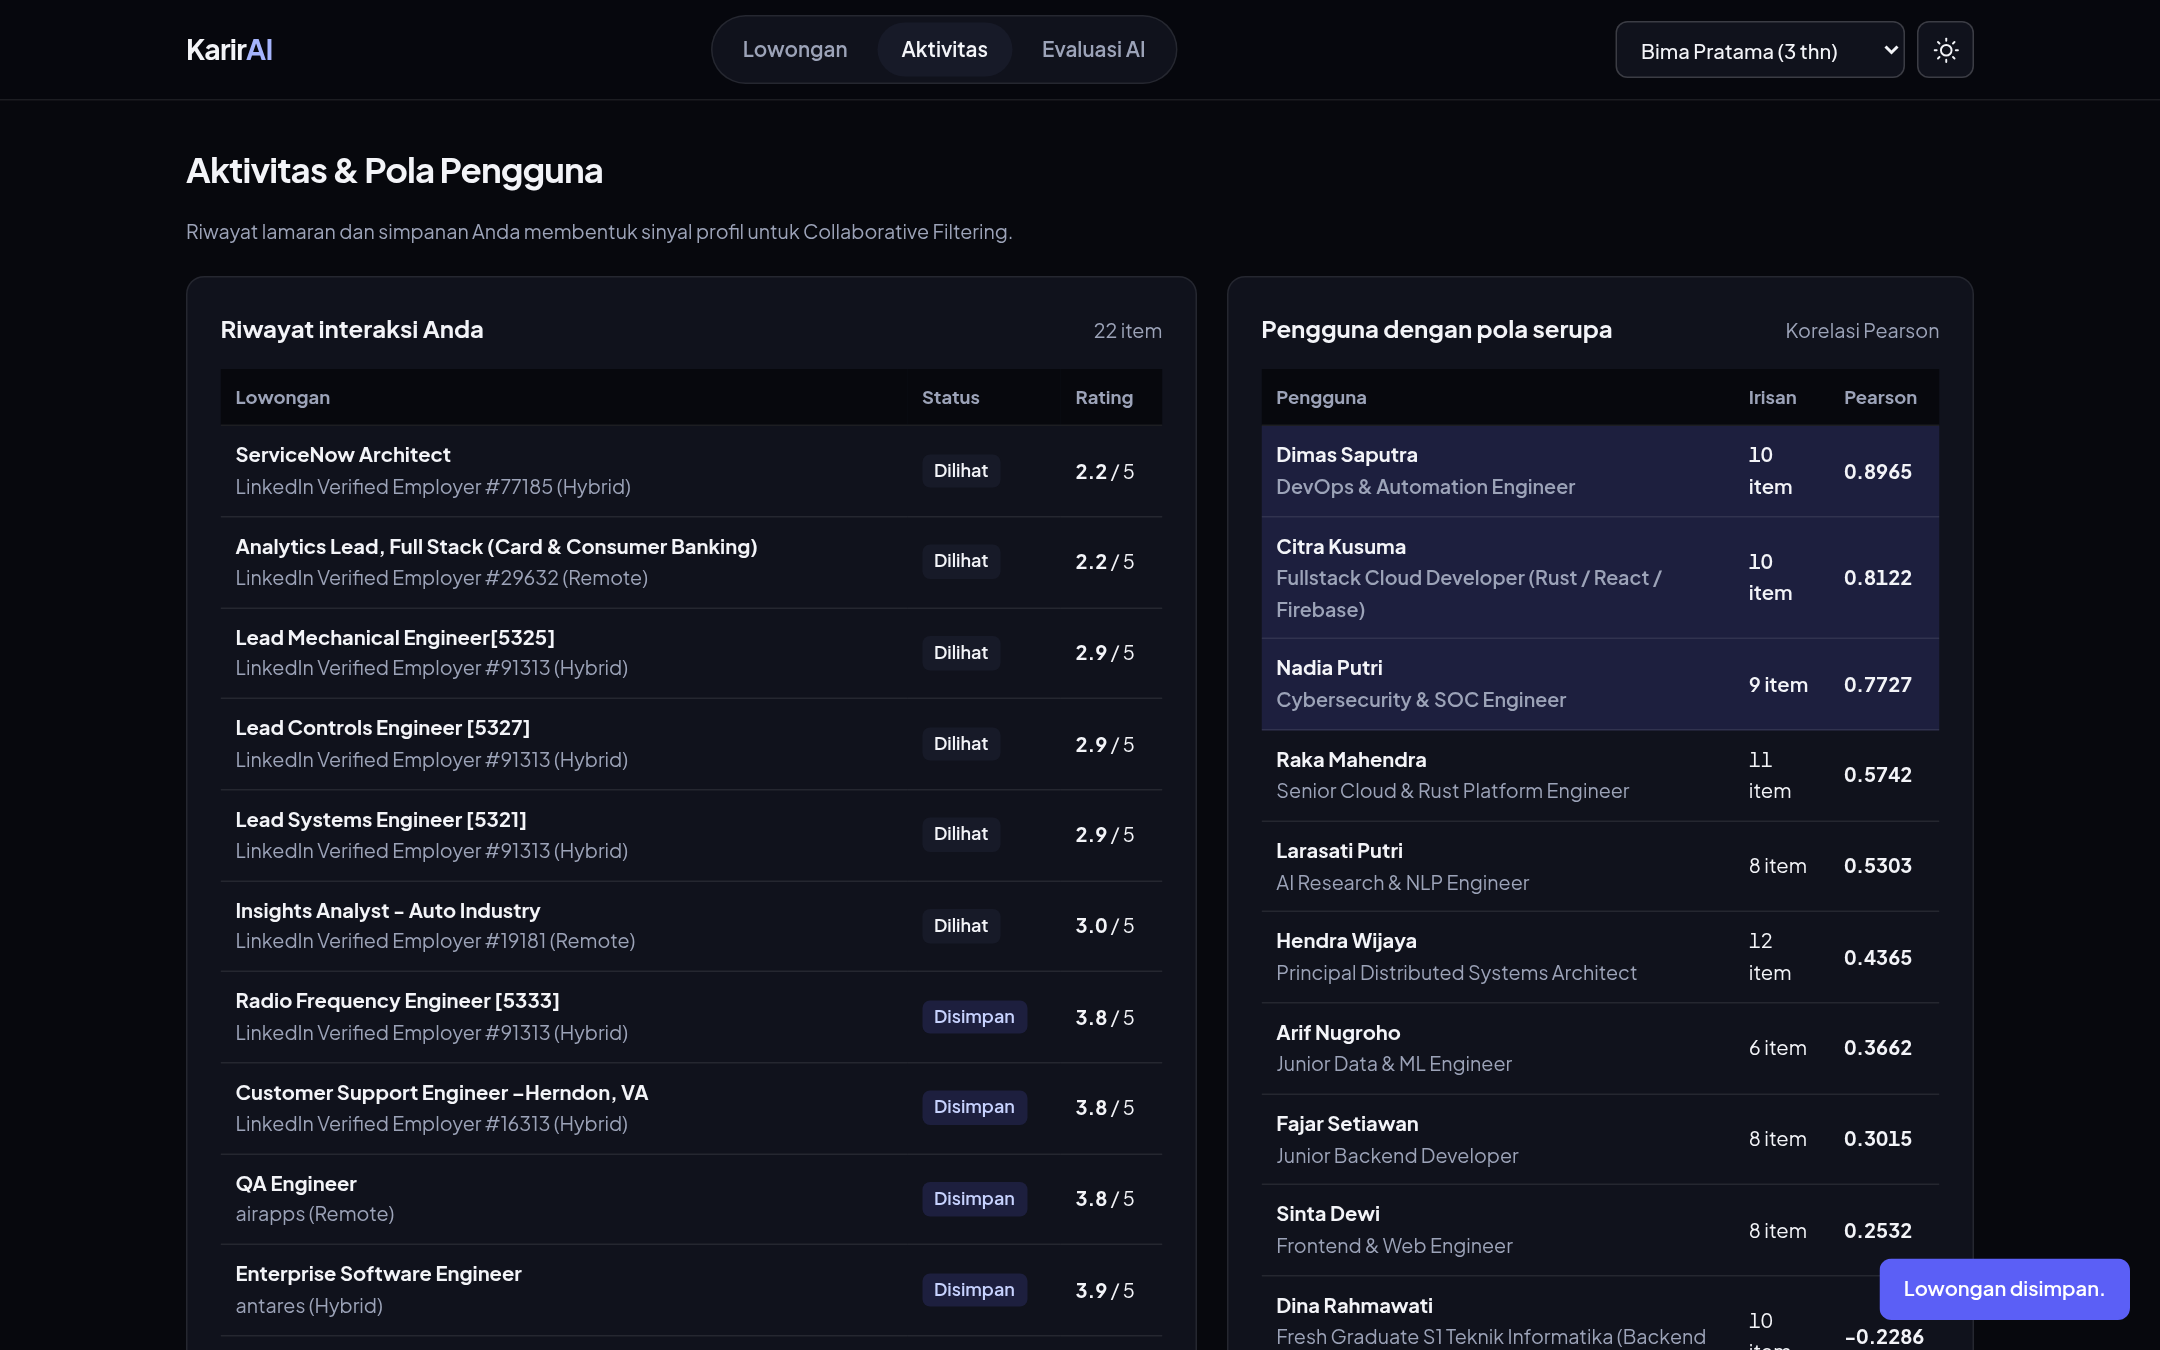 KarirAI
Lowongan
Aktivitas
Evaluasi AI
Bima Pratama (3 thn)
Aktivitas & Pola Pengguna
Riwayat lamaran dan simpanan Anda membentuk sinyal profil untuk Collaborative Filtering.
Riwayat interaksi Anda
22 item
Lowongan Status Rating
ServiceNow Architect
LinkedIn Verified Employer #77185 (Hybrid)
Dilihat
2.2 / 5
Analytics Lead, Full Stack (Card & Consumer Banking)
LinkedIn Verified Employer #29632 (Remote)
Dilihat
2.2 / 5
Lead Mechanical Engineer[5325]
LinkedIn Verified Employer #91313 (Hybrid)
Dilihat
2.9 / 5
Lead Controls Engineer [5327]
LinkedIn Verified Employer #91313 (Hybrid)
Dilihat
2.9 / 5
Lead Systems Engineer [5321]
LinkedIn Verified Employer #91313 (Hybrid)
Dilihat
2.9 / 5
Insights Analyst - Auto Industry
LinkedIn Verified Employer #19181 (Remote)
Dilihat
3.0 / 5
Radio Frequency Engineer [5333]
LinkedIn Verified Employer #91313 (Hybrid)
Disimpan
3.8 / 5
Customer Support Engineer –Herndon, VA
LinkedIn Verified Employer #16313 (Hybrid)
Disimpan
3.8 / 5
QA Engineer
airapps (Remote)
Disimpan
3.8 / 5
Enterprise Software Engineer
antares (Hybrid)
Disimpan
3.9 / 5
Pengguna dengan pola serupa
Korelasi Pearson
Pengguna Irisan Pearson
Dimas Saputra
DevOps & Automation Engineer
10
item
0.8965
Citra Kusuma
Fullstack Cloud Developer (Rust / React /
Firebase)
10
item
0.8122
Nadia Putri
Cybersecurity & SOC Engineer
9 item
0.7727
Raka Mahendra
Senior Cloud & Rust Platform Engineer
11
item
0.5742
Larasati Putri
AI Research & NLP Engineer
8 item
0.5303
Hendra Wijaya
Principal Distributed Systems Architect
12
item
0.4365
Arif Nugroho
Junior Data & ML Engineer
6 item
0.3662
Fajar Setiawan
Junior Backend Developer
8 item
0.3015
Sinta Dewi
Frontend & Web Engineer
8 item
0.2532
Dina Rahmawati
Fresh Graduate S1 Teknik Informatika (Backend
10
-0.2286
Lowongan disimpan.